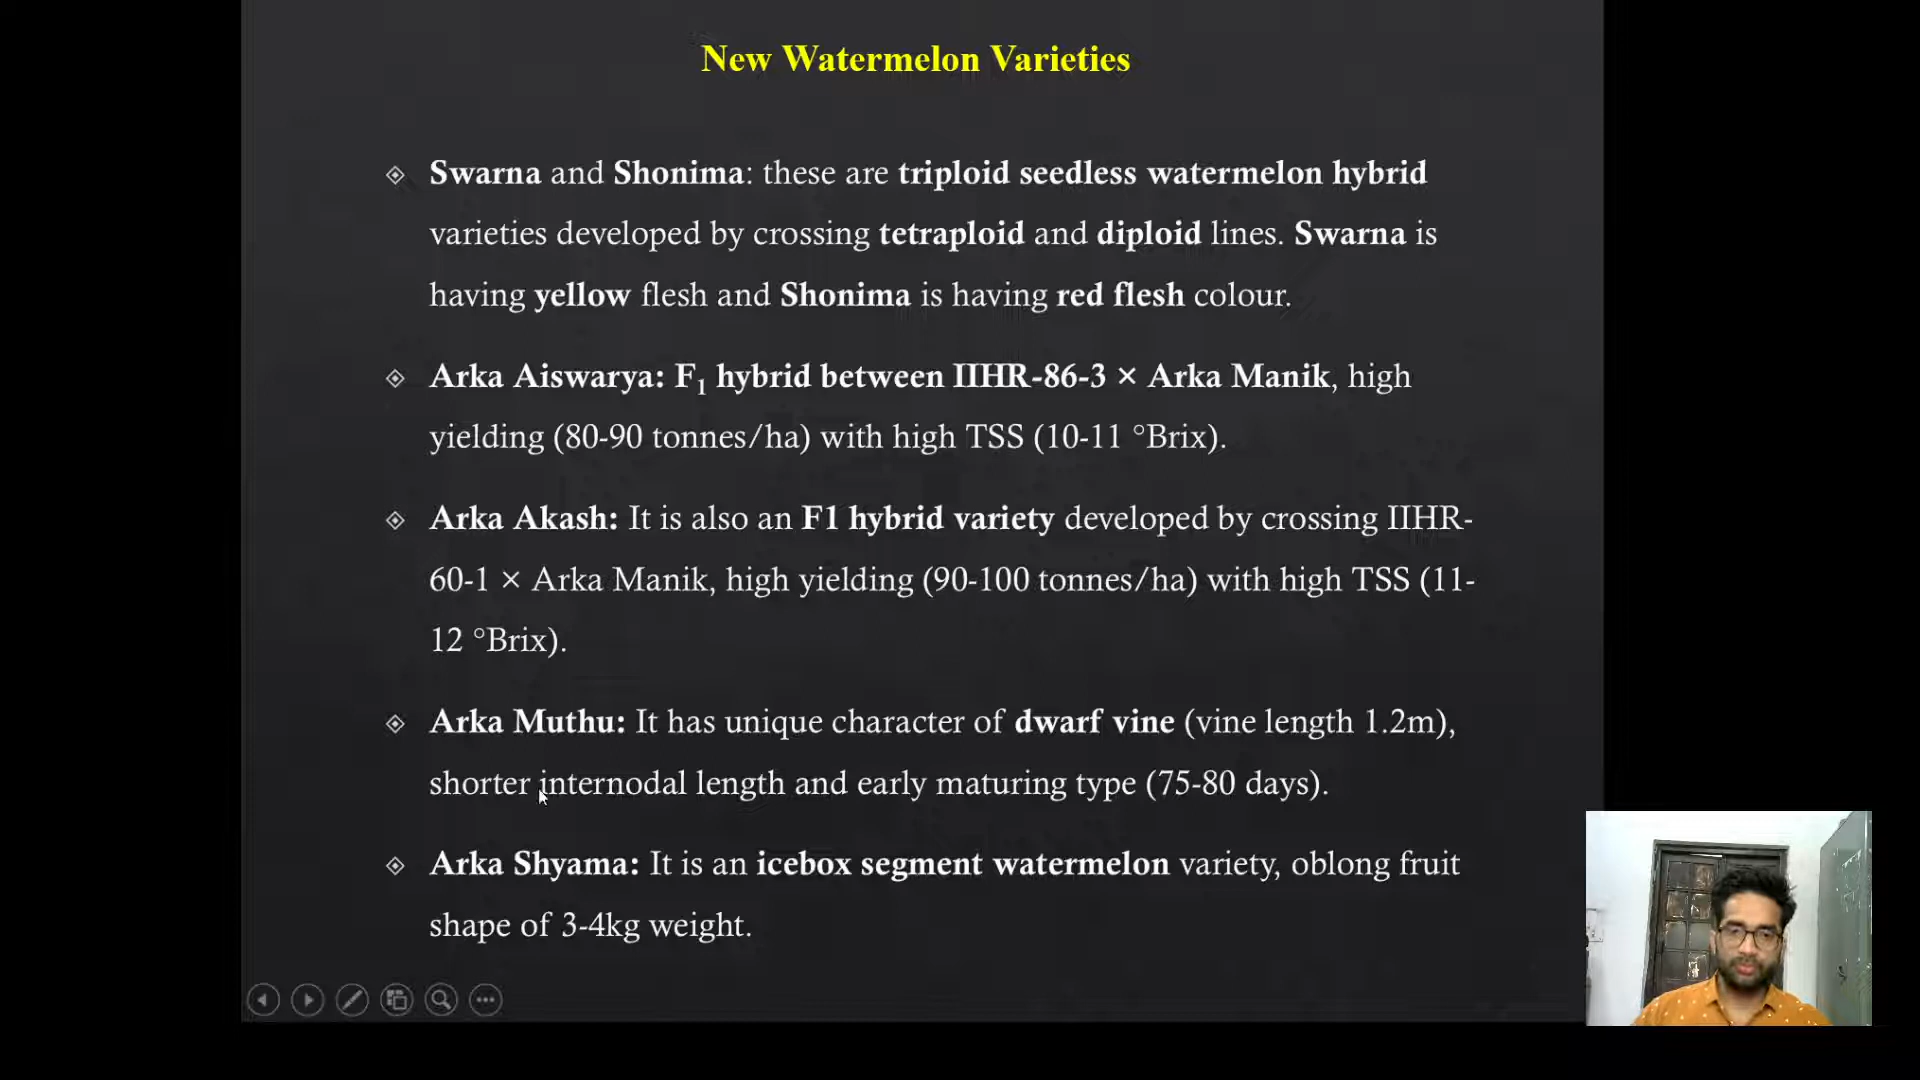 New Watermelon Varieties
Swarna and Shonima: these are triploid seedless watermelon hybrid
varieties developed by crossing tetraploid and diploid lines. Swarna is
having yellow flesh and Shonima is having red flesh colour.
Arka Aiswarya: F₁ hybrid between IIHR-86-3 × Arka Manik, high
yielding (80-90 tonnes/ha) with high TSS (10-11 °Brix).
Arka Akash: It is also an F1 hybrid variety developed by crossing IIHR-
60-1 × Arka Manik, high yielding (90-100 tonnes/ha) with high TSS (11-
12 °Brix).
Arka Muthu: It has unique character of dwarf vine (vine length 1.2m),
shorter internodal length and early maturing type (75-80 days).
Arka Shyama: It is an icebox segment watermelon variety, oblong fruit
shape of 3-4kg weight.